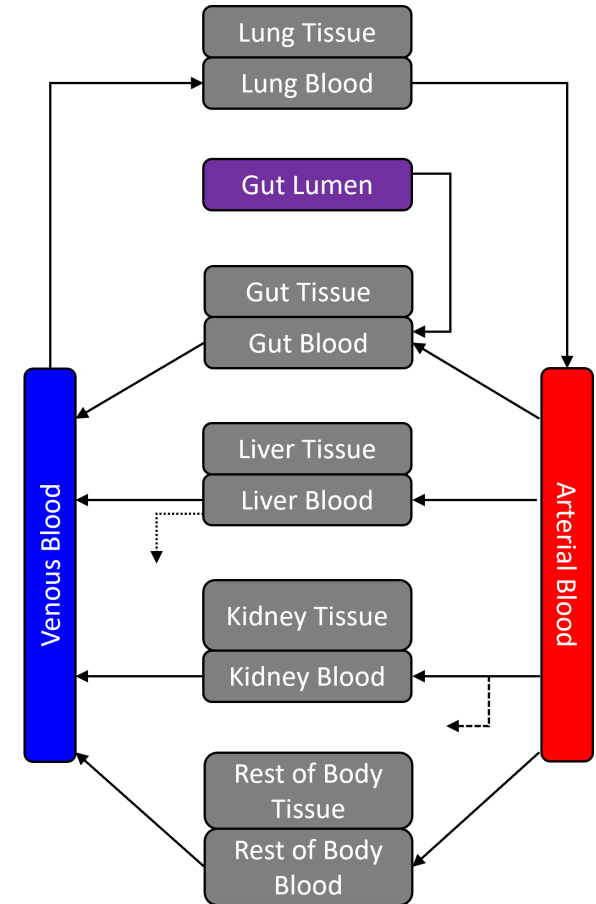 Lung Tissue
Lung Blood
Gut Lumen
Gut Tissue
Gut Blood
Liver Tissue
Liver Blood
Venous Blood
Arterial Blood
Kidney Tissue
Kidney Blood
Rest of Body
Tissue
Rest of Body
Blood